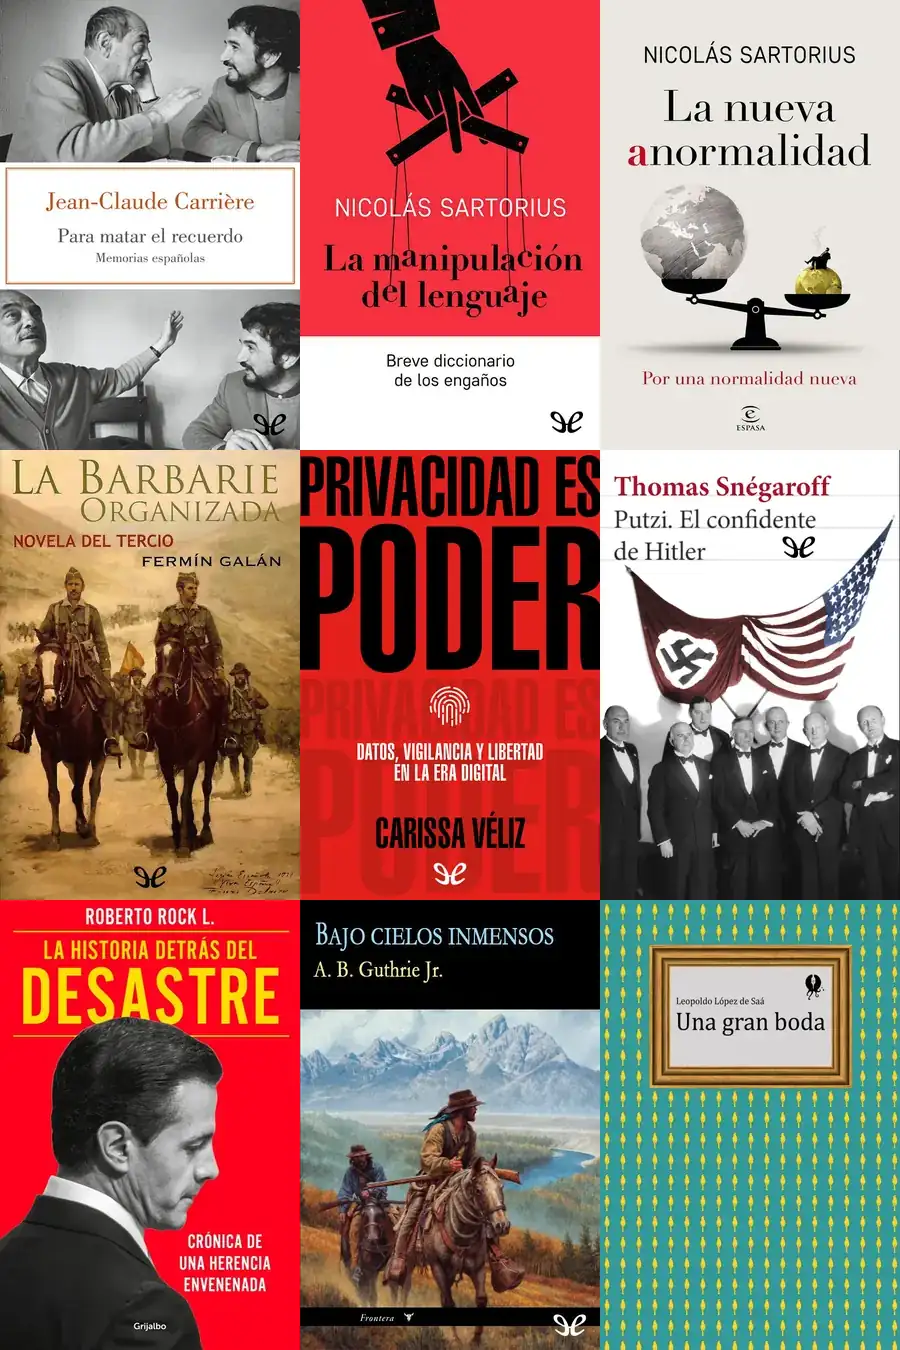 Jean-Claude Carrière
Para matar el recuerdo
Memorias españolas
NICOLÁS SARTORIUS
La manipulación
del lenguaje
Breve diccionario
de los engaños
NICOLÁS SARTORIUS
La nueva
anormalidad
Por una normalidad nueva
ESPASA
LA BARBARIE
ORGANIZADA
NOVELA DEL TERCIO
FERMÍN GALÁN
PRIVACIDAD ES
PODER
PRIVACIDAD ES
PODER
DATOS, VIGILANCIA Y LIBERTAD
EN LA ERA DIGITAL
CARISSA VÉLIZ
Thomas Snégaroff
Putzi. El confidente
de Hitler
ROBERTO ROCK L.
LA HISTORIA DETRÁS DEL
DESASTRE
CRÓNICA DE
UNA HERENCIA
ENVENENADA
Grijalbo
BAJO CIELOS INMENSOS
A. B. Guthrie Jr.
Frontera
Leopoldo López de Saá
Una gran boda